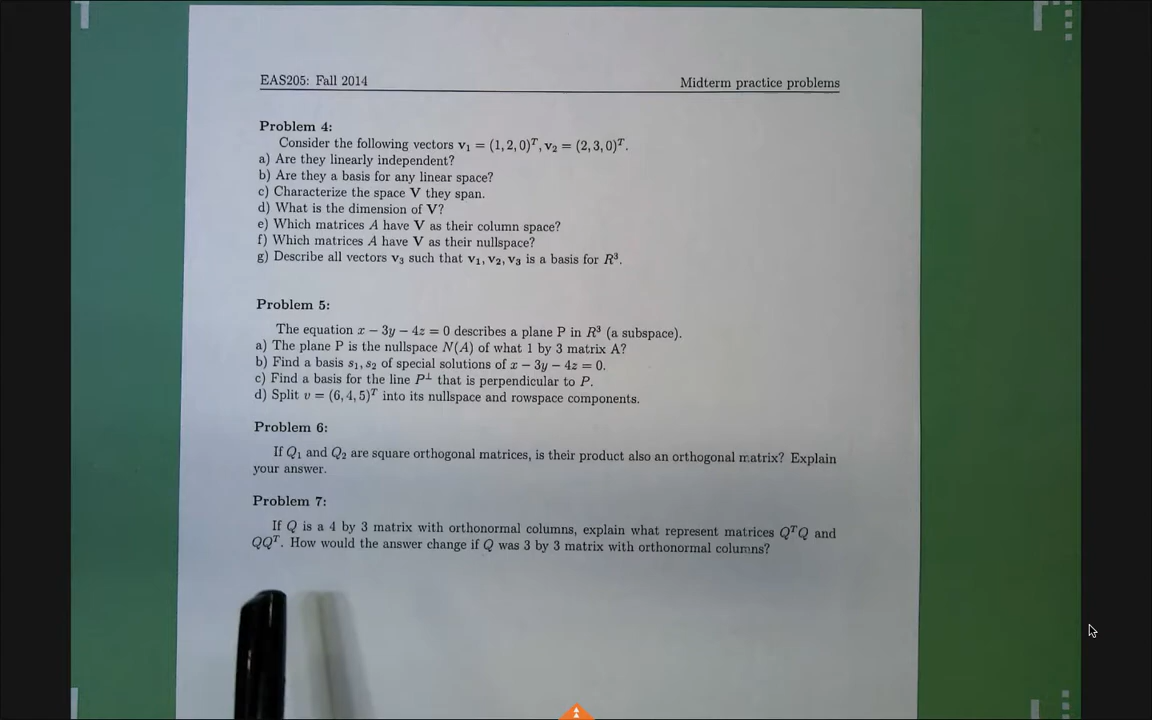 EAS205: Fall 2014 Midterm practice problems
Problem 4:
Consider the following vectors v₁ = (1, 2, 0)ᵀ, v₂ = (2, 3, 0)ᵀ.
a) Are they linearly independent?
b) Are they a basis for any linear space?
c) Characterize the space V they span.
d) What is the dimension of V?
e) Which matrices A have V as their column space?
f) Which matrices A have V as their nullspace?
g) Describe all vectors v₃ such that v₁, v₂, v₃ is a basis for R³.
Problem 5:
The equation x − 3y − 4z = 0 describes a plane P in R³ (a subspace).
a) The plane P is the nullspace N(A) of what 1 by 3 matrix A?
b) Find a basis s₁, s₂ of special solutions of x − 3y − 4z = 0.
c) Find a basis for the line P⊥ that is perpendicular to P.
d) Split v = (6, 4, 5)ᵀ into its nullspace and rowspace components.
Problem 6:
If Q₁ and Q₂ are square orthogonal matrices, is their product also an orthogonal matrix? Explain
your answer.
Problem 7:
If Q is a 4 by 3 matrix with orthonormal columns, explain what represent matrices QᵀQ and
QQᵀ. How would the answer change if Q was 3 by 3 matrix with orthonormal columns?